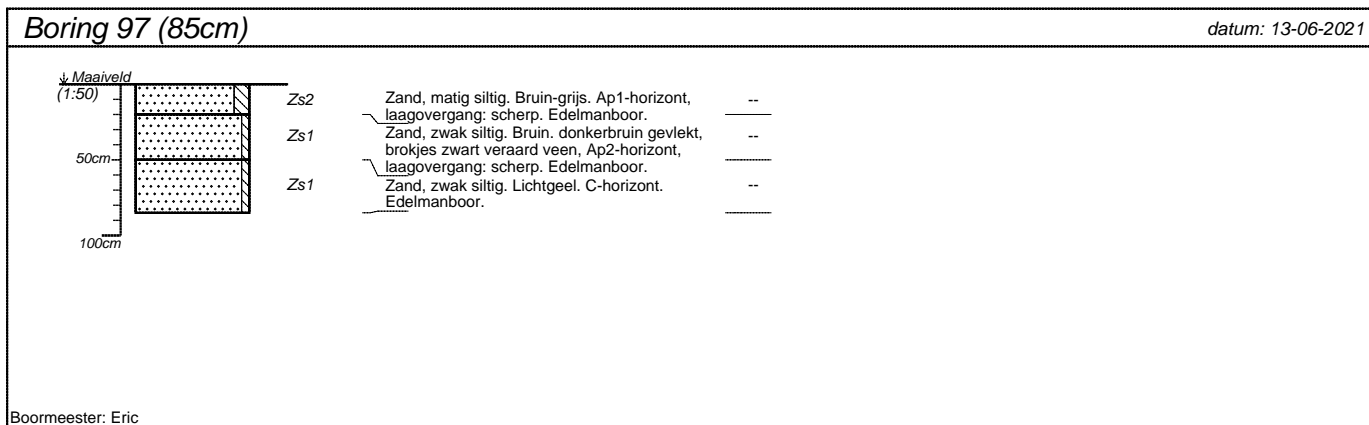 Boring 97 (85cm)
datum: 13-06-2021
Maaiveld
(1:50)
Zs2
Zand, matig siltig. Bruin-grijs. Ap1-horizont,
laagovergang: scherp. Edelmanboor.
--
Zs1
Zand, zwak siltig. Bruin. donkerbruin gevlekt,
brokjes zwart veraard veen, Ap2-horizont,
laagovergang: scherp. Edelmanboor.
--
50cm
Zs1
Zand, zwak siltig. Lichtgeel. C-horizont.
Edelmanboor.
--
100cm
Boormeester: Eric